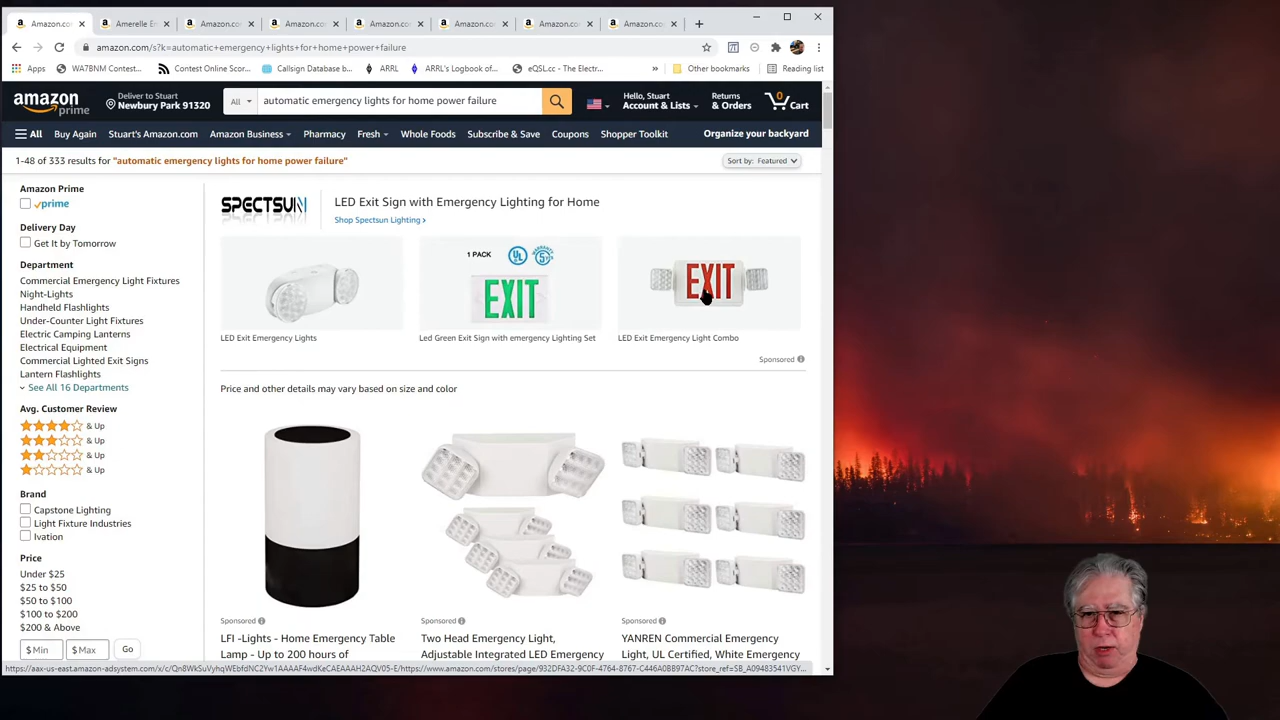 Amazon.com
Amerelle Em
Amazon.co
Amazon.co
Amazon.co
Amazon.co
Amazon.co
Amazon.co
amazon.com/s?k=automatic+emergency+lights+for+home+power+failure
Apps
WA7BNM Contest...
Contest Online Scor...
Callsign Database b...
ARRL
ARRL's Logbook of...
eQSL.cc - The Electr...
»
Other bookmarks
Reading list
amazon prime
Deliver to Stuart
Newbury Park 91320
All
automatic emergency lights for home power failure
Hello, Stuart
Account & Lists
Returns
& Orders
0
Cart
All
Buy Again
Stuart's Amazon.com
Amazon Business
Pharmacy
Fresh
Whole Foods
Subscribe & Save
Coupons
Shopper Toolkit
Organize your backyard
1-48 of 333 results for "automatic emergency lights for home power failure"
Sort by: Featured
Amazon Prime
prime
Delivery Day
Get It by Tomorrow
Department
Commercial Emergency Light Fixtures
Night-Lights
Handheld Flashlights
Under-Counter Light Fixtures
Electric Camping Lanterns
Electrical Equipment
Commercial Lighted Exit Signs
Lantern Flashlights
See All 16 Departments
Avg. Customer Review
& Up
& Up
& Up
& Up
Brand
Capstone Lighting
Light Fixture Industries
Ivation
Price
Under $25
$25 to $50
$50 to $100
$100 to $200
$200 & Above
$ Min
$ Max
Go
SPECTSUN
LED Exit Sign with Emergency Lighting for Home
Shop Spectsun Lighting ›
1 PACK
UL
5
EXIT
EXIT
LED Exit Emergency Lights
Led Green Exit Sign with emergency Lighting Set
LED Exit Emergency Light Combo
Sponsored
Price and other details may vary based on size and color
Sponsored
LFI -Lights - Home Emergency Table
Lamp - Up to 200 hours of
Sponsored
Two Head Emergency Light,
Adjustable Integrated LED Emergency
Sponsored
YANREN Commercial Emergency
Light, UL Certified, White Emergency